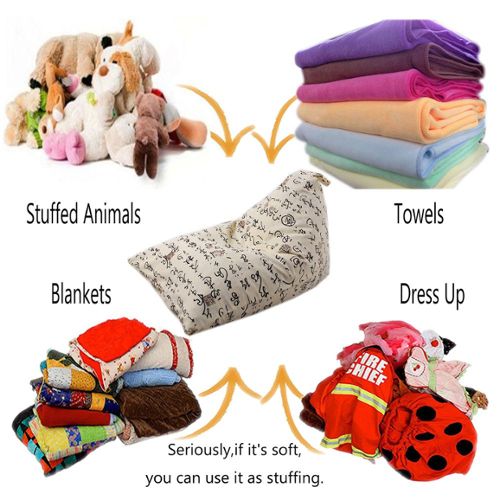 Stuffed Animals
Towels
Blankets
Dress Up
FIRE
CHIEF
Seriously,if it's soft,
you can use it as stuffing.